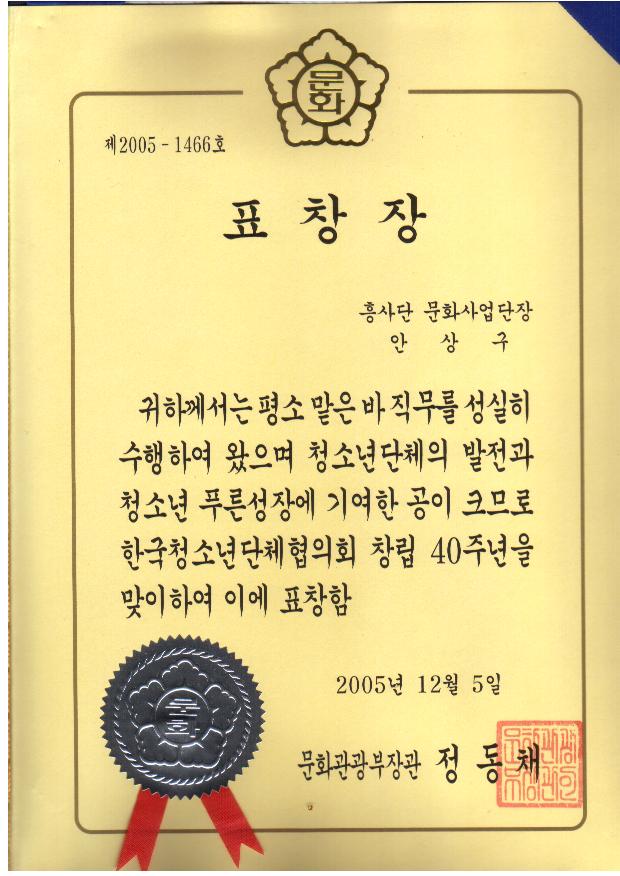 문화
제2005-1466호
표 창 장
흥사단 문화사업단장
안 상 구
귀하께서는 평소 맡은 바 직무를 성실히
수행하여 왔으며 청소년단체의 발전과
청소년 푸른성장에 기여한 공이 크므로
한국청소년단체협의회 창립 40주년을
맞이하여 이에 표창함
2005년 12월 5일
문화
문화관광부장관 정 동 채
문화관광
부장관인